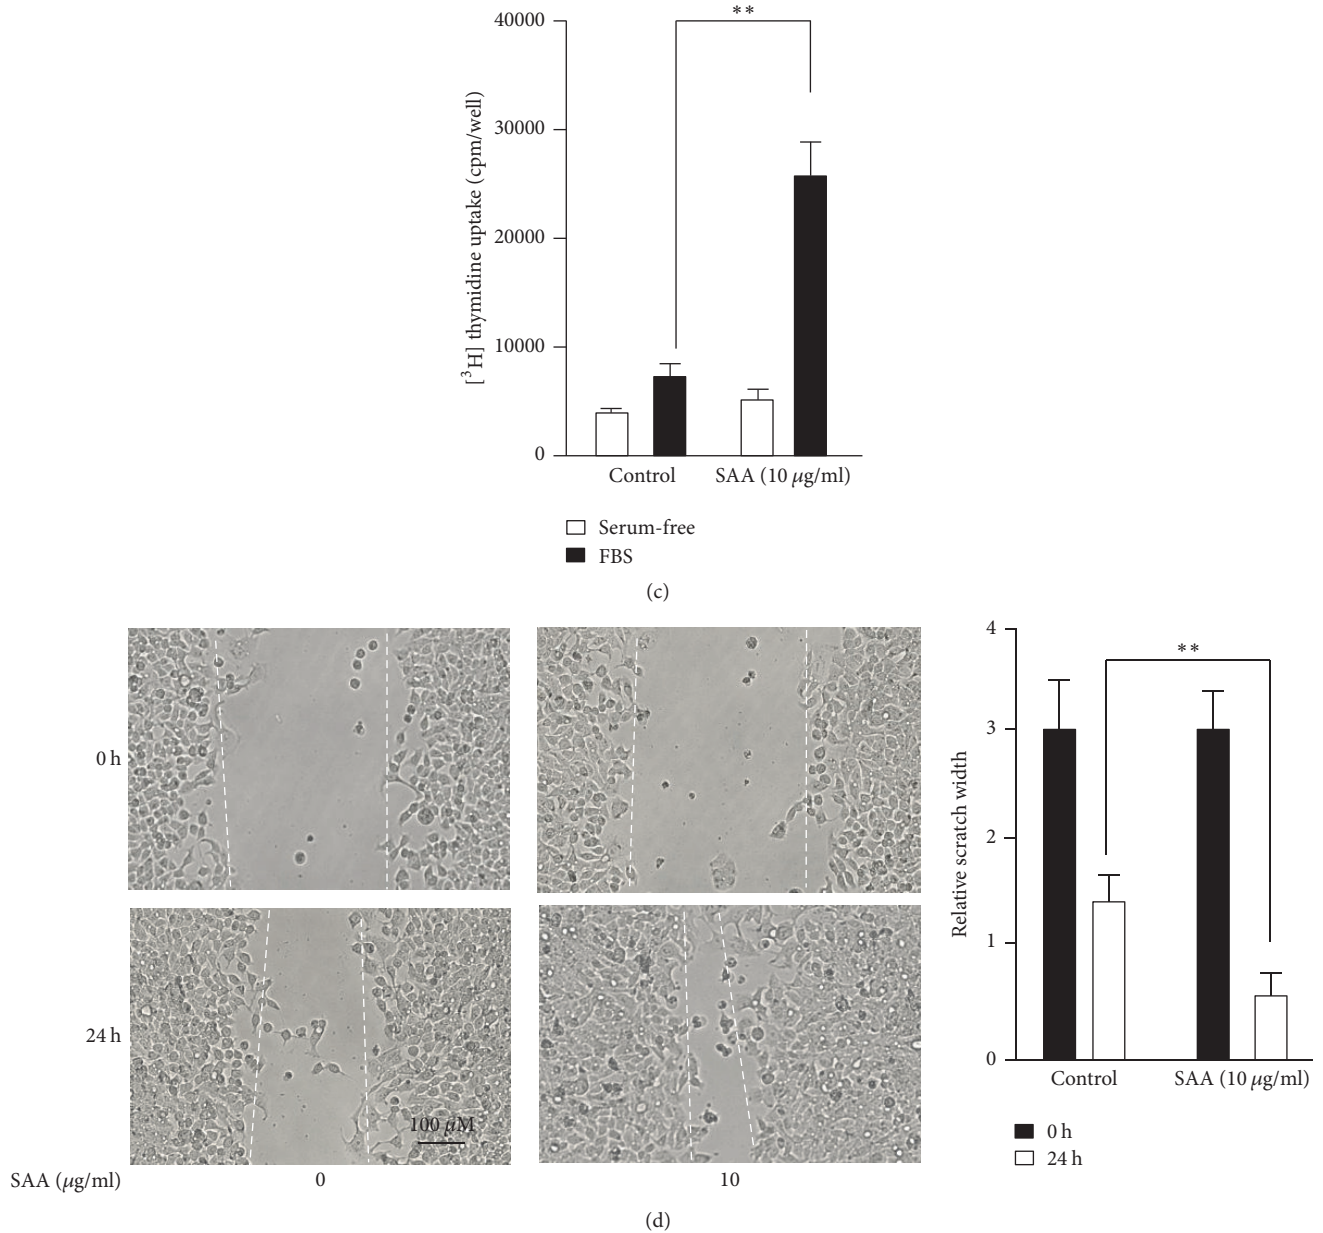 **
40000
30000
20000
10000
0
[³H] thymidine uptake (cpm/well)
Control
SAA (10 μg/ml)
Serum-free
FBS
(c)
0 h
24 h
100 μM
SAA (μg/ml)
0
10
4
3
2
1
0
**
Relative scratch width
Control
SAA (10 μg/ml)
0 h
24 h
(d)